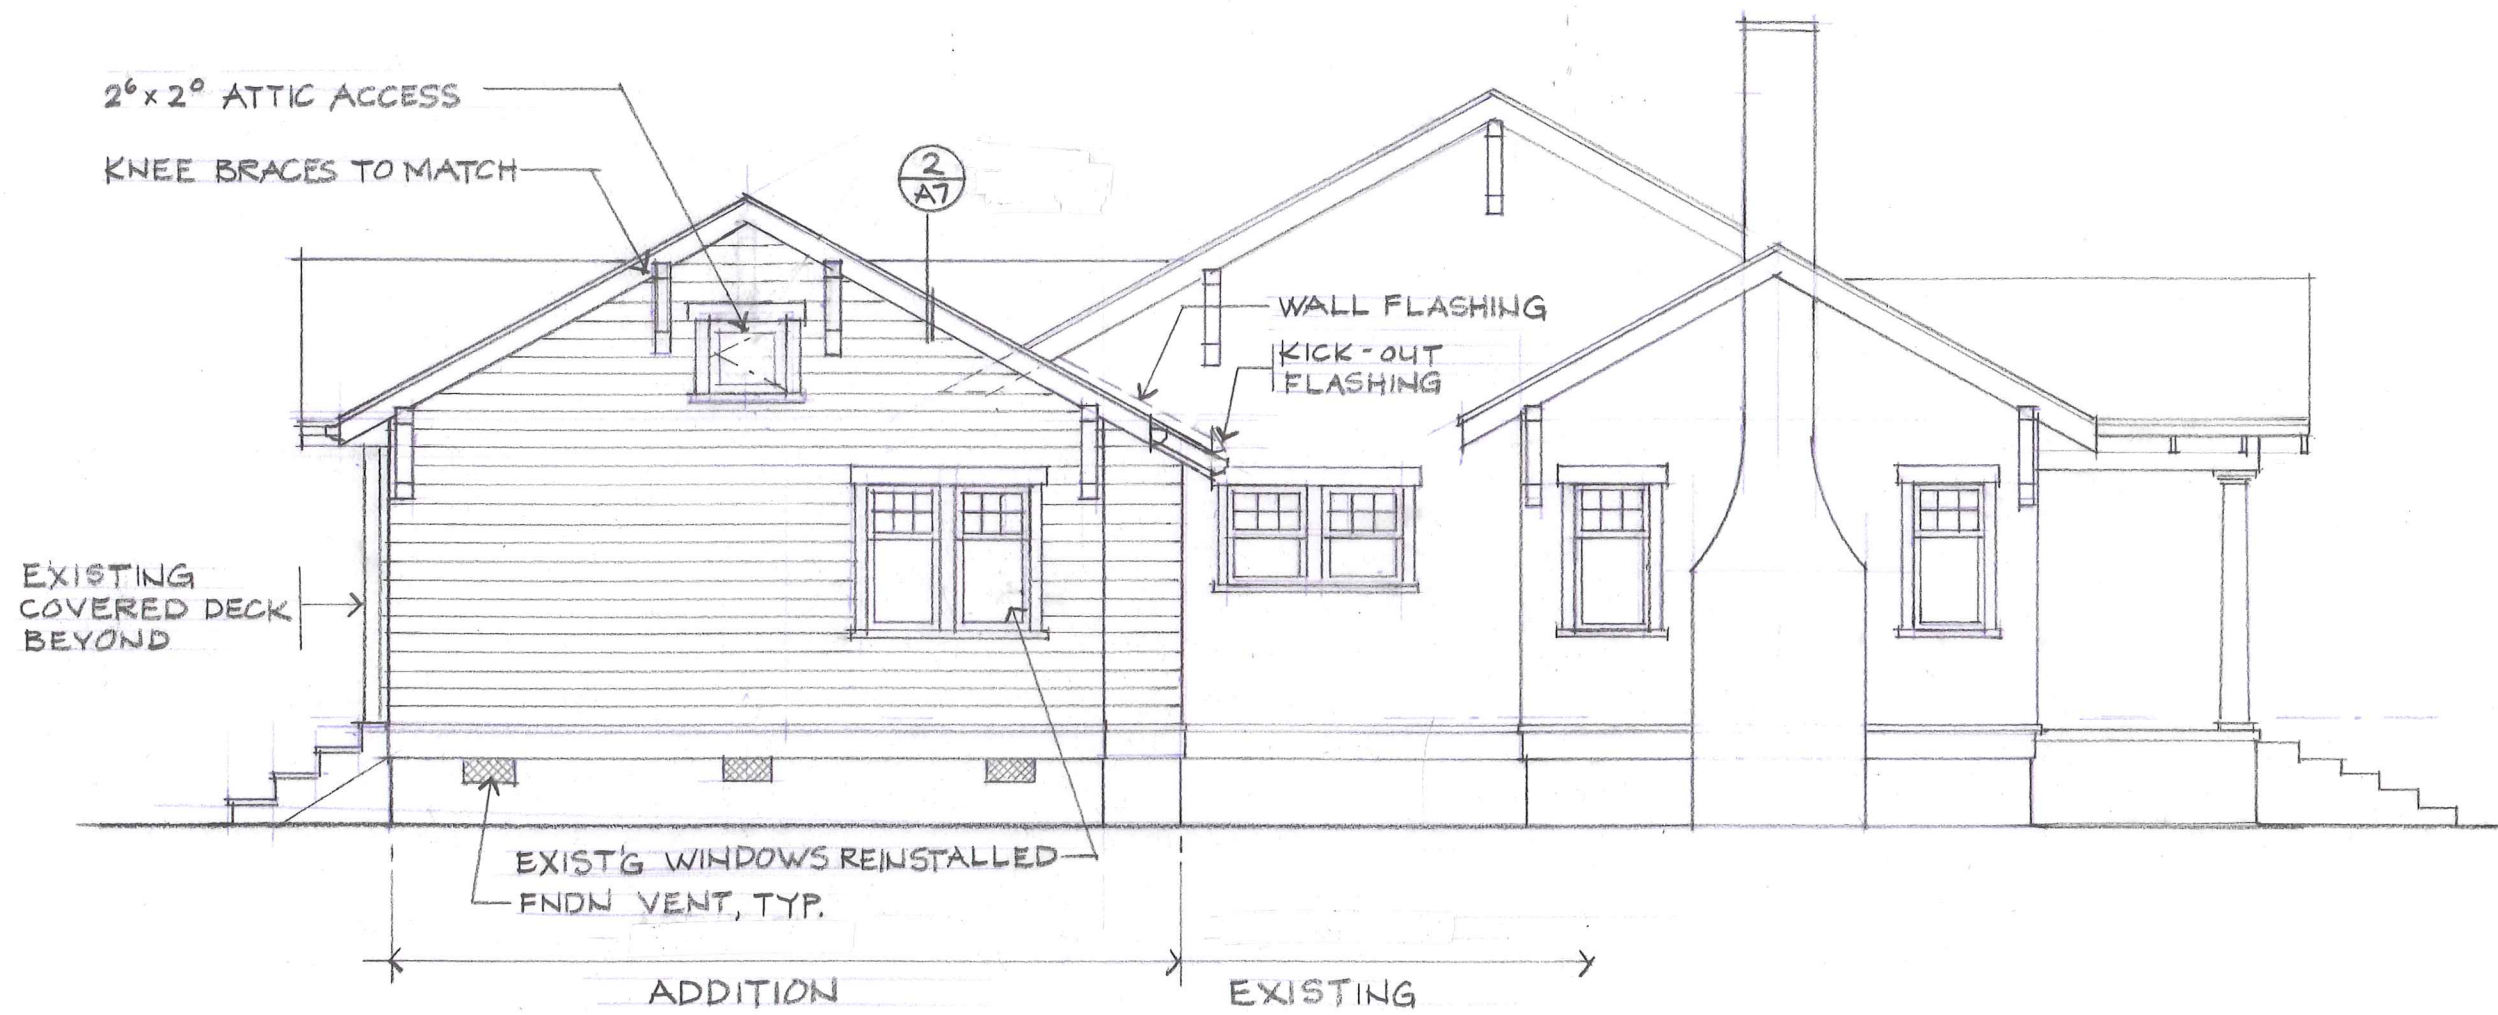 2⁶ x 2⁰ ATTIC ACCESS
KNEE BRACES TO MATCH
2
A7
WALL FLASHING
KICK-OUT
FLASHING
EXISTING
COVERED DECK
BEYOND
EXIST'G WINDOWS REINSTALLED
FNDN VENT, TYP.
ADDITION
EXISTING